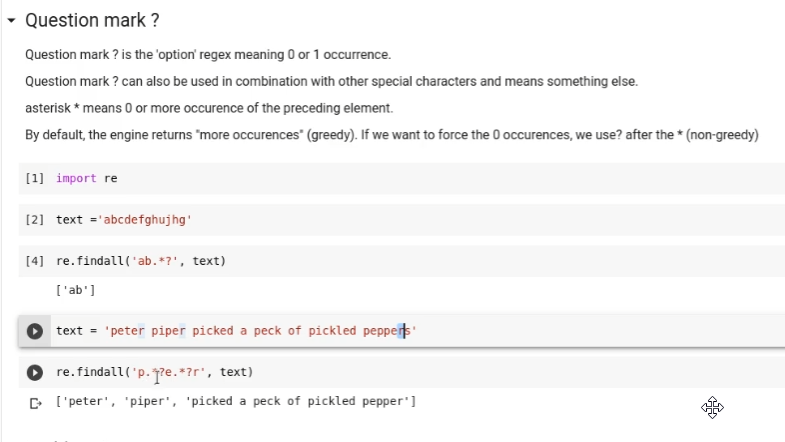 Question mark ?
Question mark ? is the 'option' regex meaning 0 or 1 occurrence.
Question mark ? can also be used in combination with other special characters and means something else.
asterisk * means 0 or more occurence of the preceding element.
By default, the engine returns "more occurences" (greedy). If we want to force the 0 occurences, we use? after the * (non-greedy)
[1] import re
[2] text ='abcdefghujhg'
[4] re.findall('ab.*?', text)
['ab']
text = 'peter piper picked a peck of pickled peppers'
re.findall('p.*?e.*?r', text)
['peter', 'piper', 'picked a peck of pickled pepper']